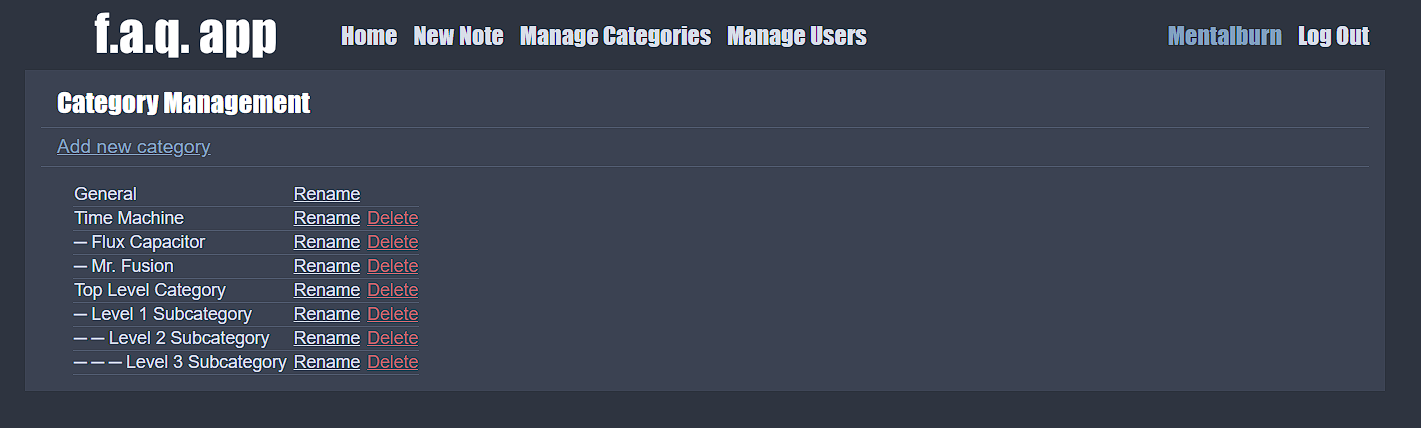 f.a.q. app Home New Note Manage Categories Manage Users Mentalburn Log Out
Category Management
Add new category
General Rename
Time Machine Rename Delete
— Flux Capacitor Rename Delete
— Mr. Fusion Rename Delete
Top Level Category Rename Delete
— Level 1 Subcategory Rename Delete
— — Level 2 Subcategory Rename Delete
— — — Level 3 Subcategory Rename Delete